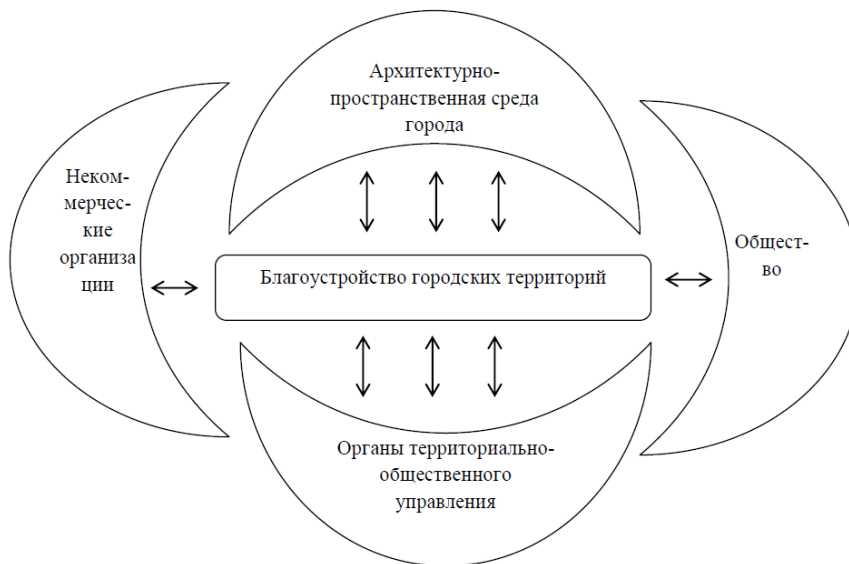 Архитектурно-
пространственная среда
города
Неком-
мерчес-
кие
организа
ции
Благоустройство городских территорий
Общест-
во
Органы территориально-
общественного
управления